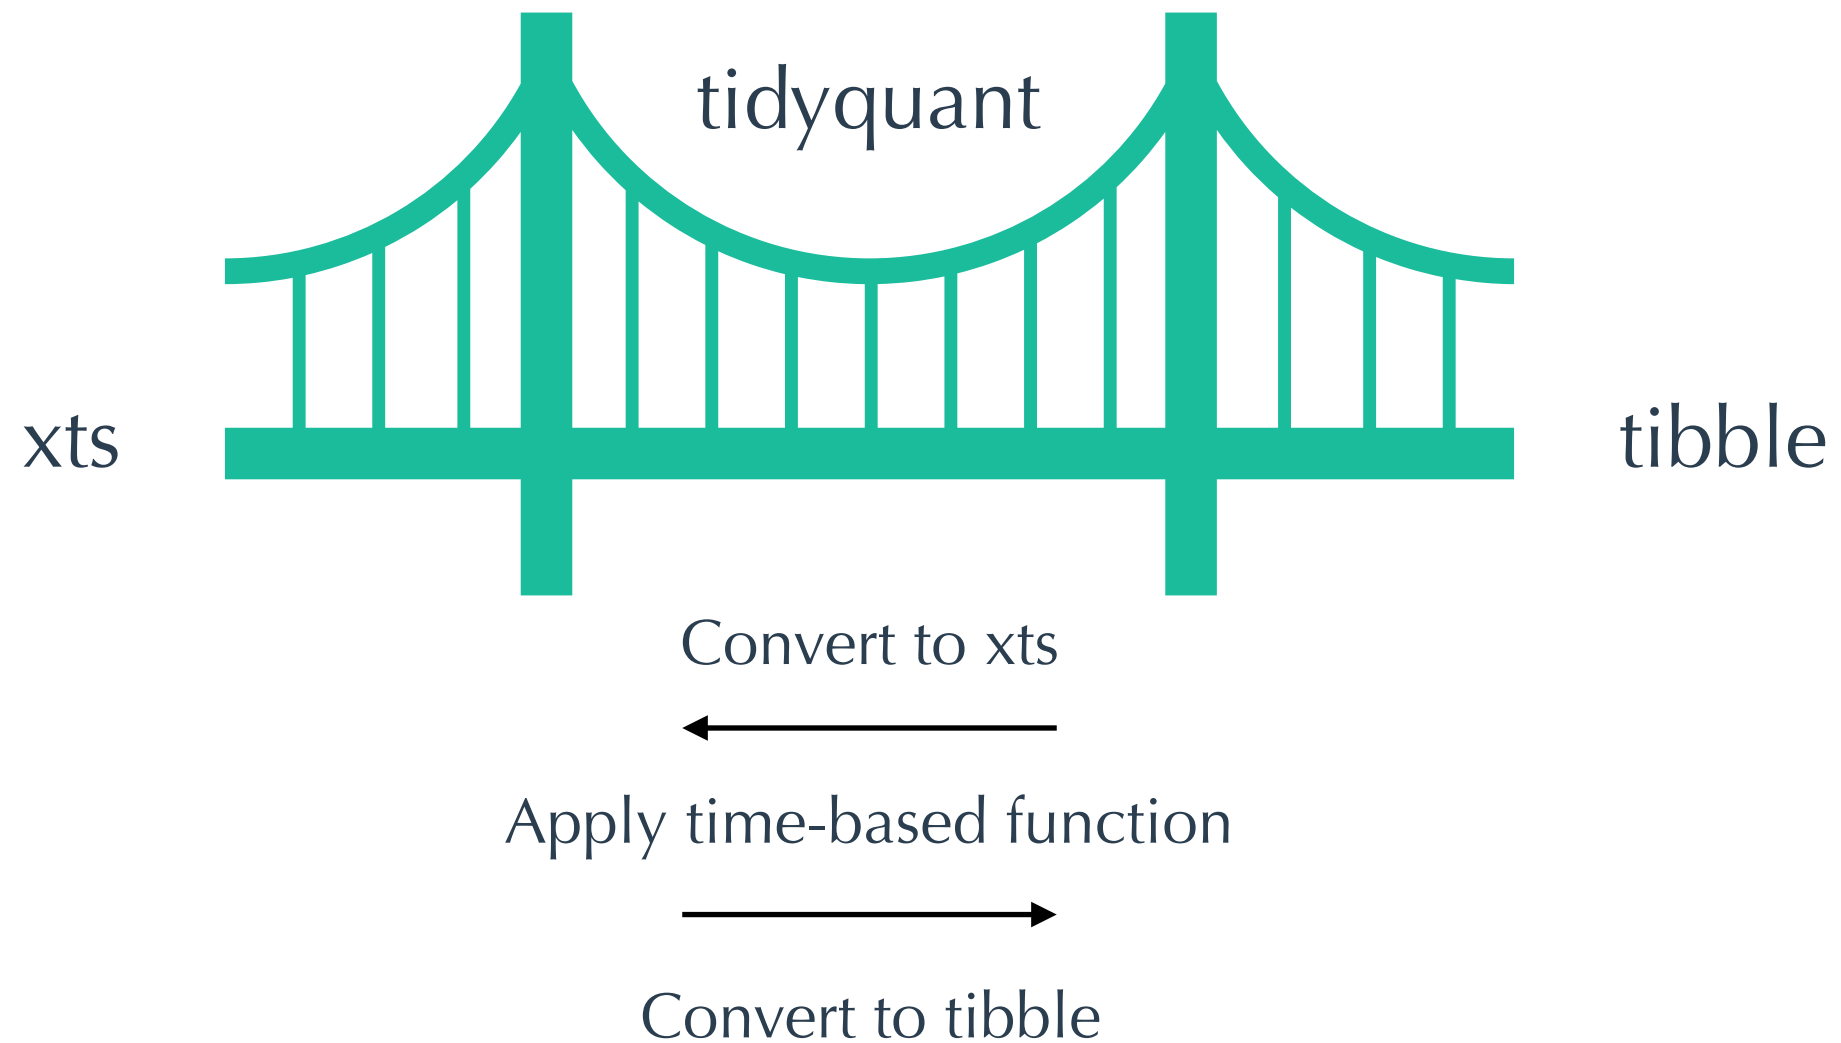 tidyquant
xts
tibble
Convert to xts
Apply time-based function
Convert to tibble